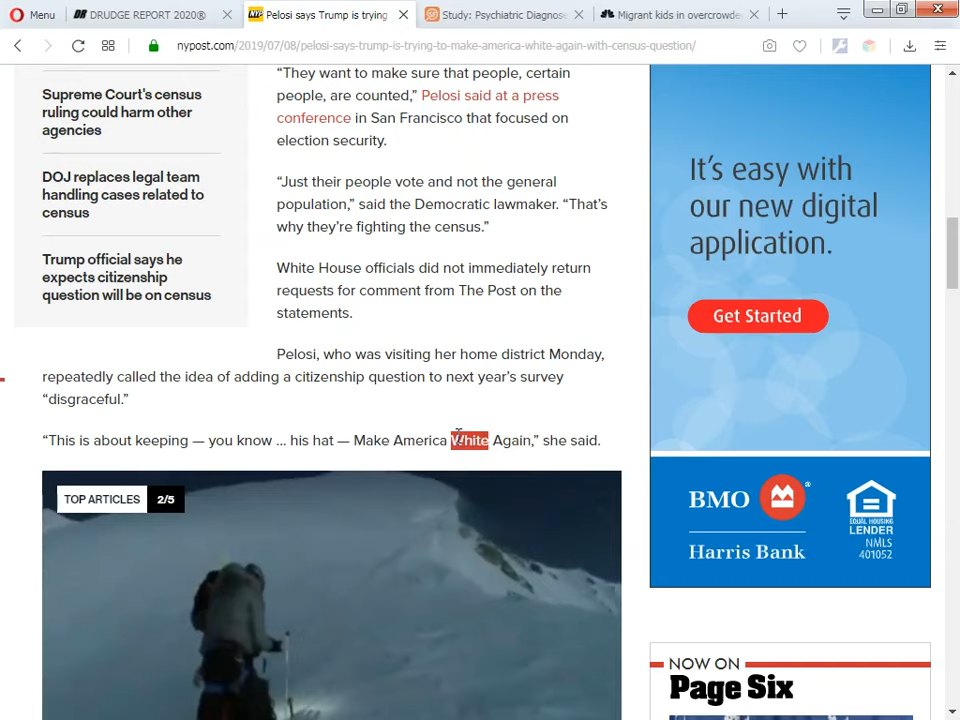 Menu
DR DRUDGE REPORT 2020®
NYP Pelosi says Trump is trying
Study: Psychiatric Diagnose
Migrant kids in overcrowde
nypost.com/2019/07/08/pelosi-says-trump-is-trying-to-make-america-white-again-with-census-question/
Supreme Court's census
ruling could harm other
agencies
DOJ replaces legal team
handling cases related to
census
Trump official says he
expects citizenship
question will be on census
“They want to make sure that people, certain
people, are counted,” Pelosi said at a press
conference in San Francisco that focused on
election security.
“Just their people vote and not the general
population,” said the Democratic lawmaker. “That’s
why they’re fighting the census.”
White House officials did not immediately return
requests for comment from The Post on the
statements.
Pelosi, who was visiting her home district Monday,
repeatedly called the idea of adding a citizenship question to next year’s survey
“disgraceful.”
“This is about keeping — you know … his hat — Make America White Again,” she said.
TOP ARTICLES 2/5
It’s easy with
our new digital
application.
Get Started
BMO ®
Harris Bank
EQUAL HOUSING
LENDER
NMLS
401052
NOW ON
Page Six